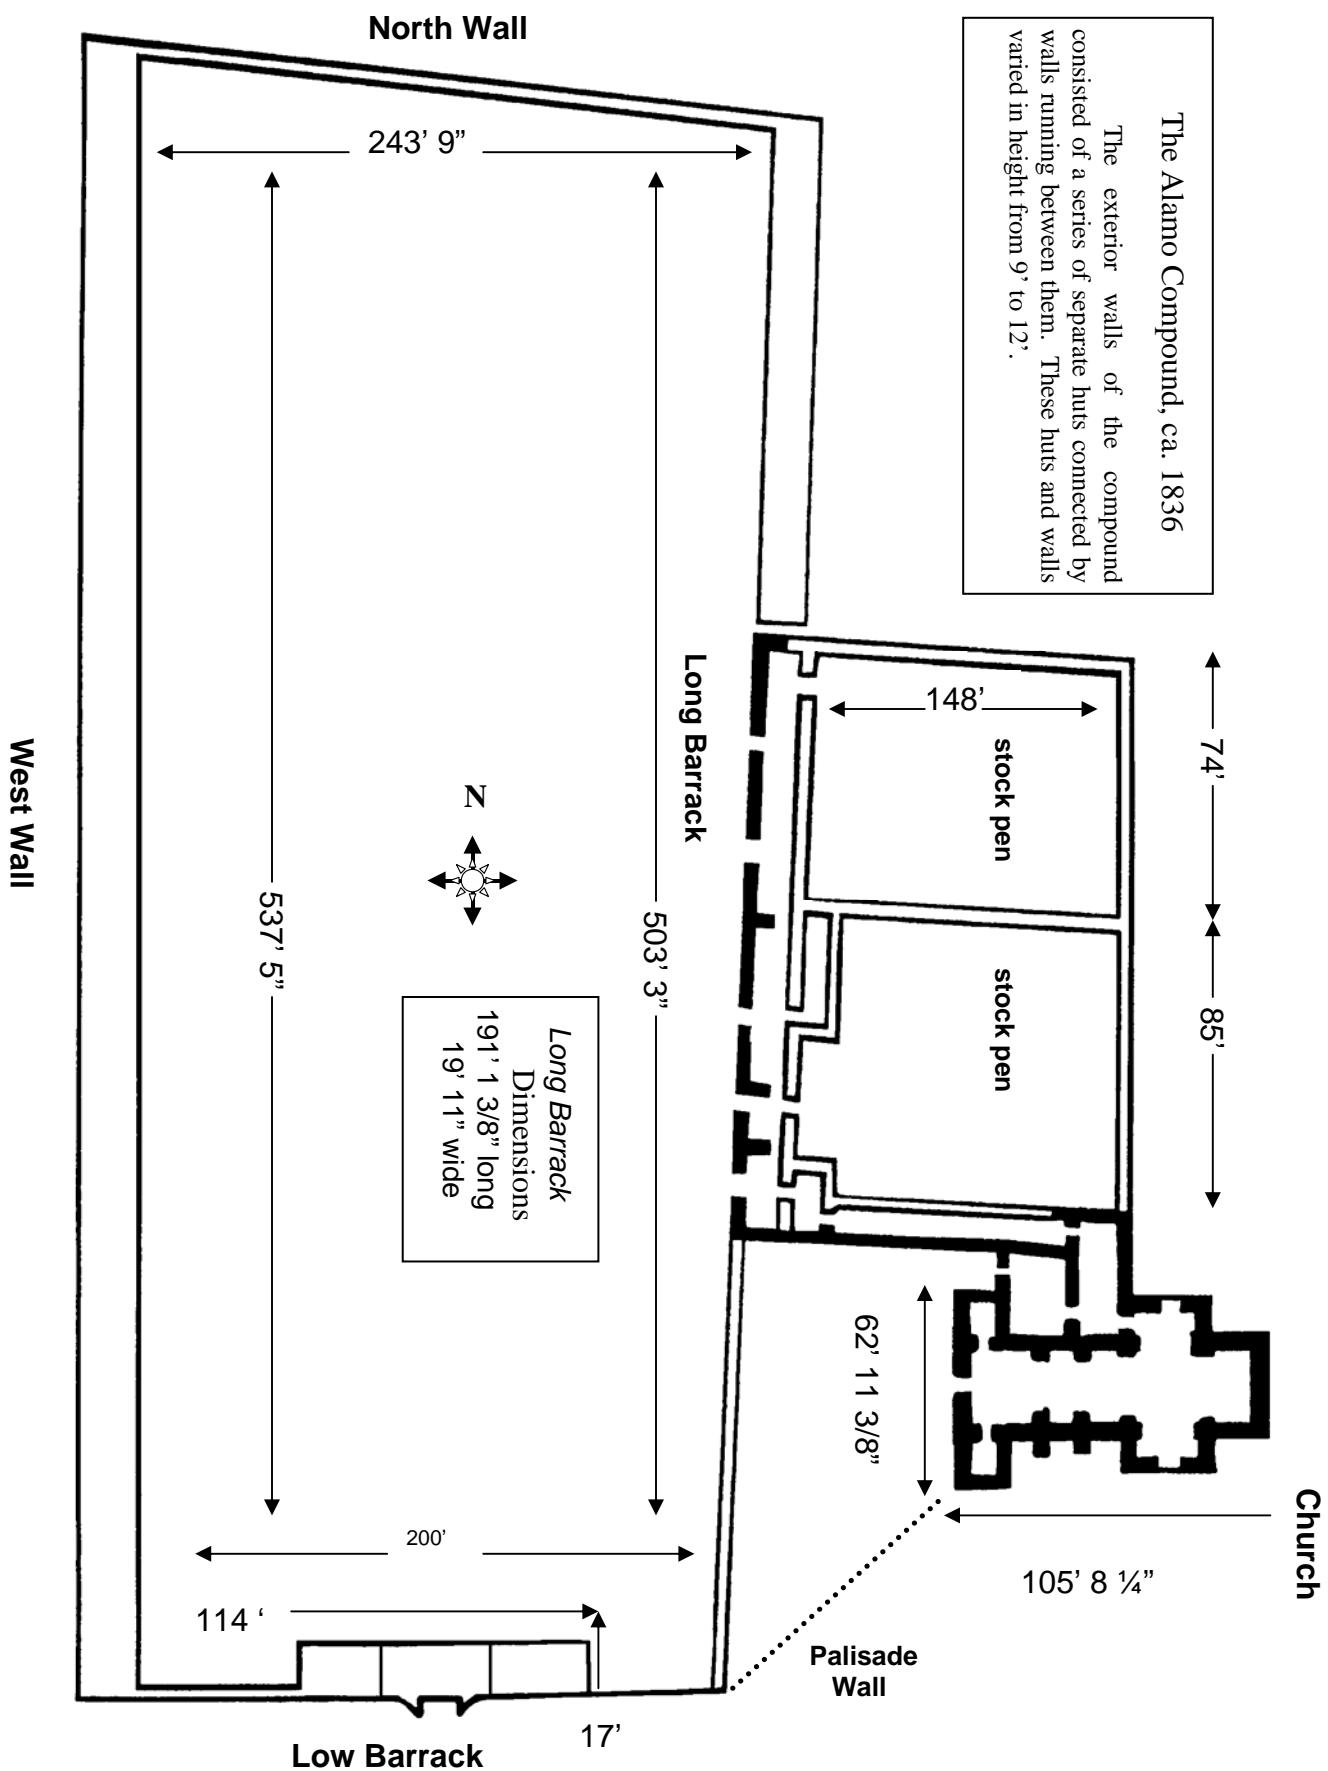 North Wall
The Alamo Compound, ca. 1836
The exterior walls of the compound
consisted of a series of separate huts connected by
walls running between them. These huts and walls
varied in height from 9’ to 12’.
243’ 9”
Long Barrack
148’
stock pen
74’
West Wall
N
537’ 5”
503’ 3”
stock pen
85’
Long Barrack
Dimensions
191’ 1 3/8” long
19’ 11” wide
62’ 11 3/8”
Church
105’ 8 ¼”
200’
114 ‘
Palisade
Wall
17’
Low Barrack